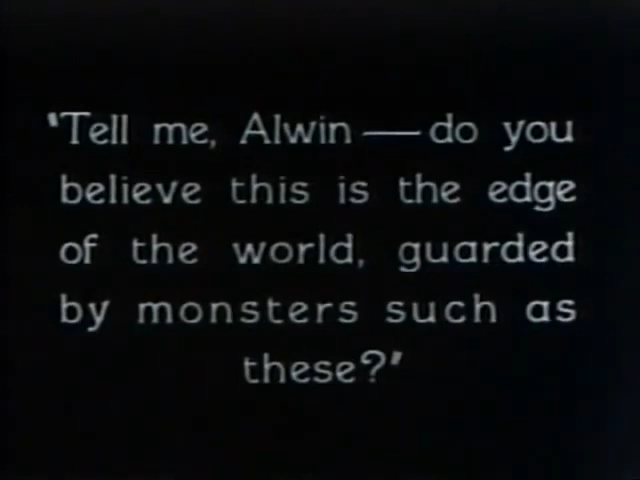 "Tell me, Alwin — do you
believe this is the edge
of the world, guarded
by monsters such as
these?"